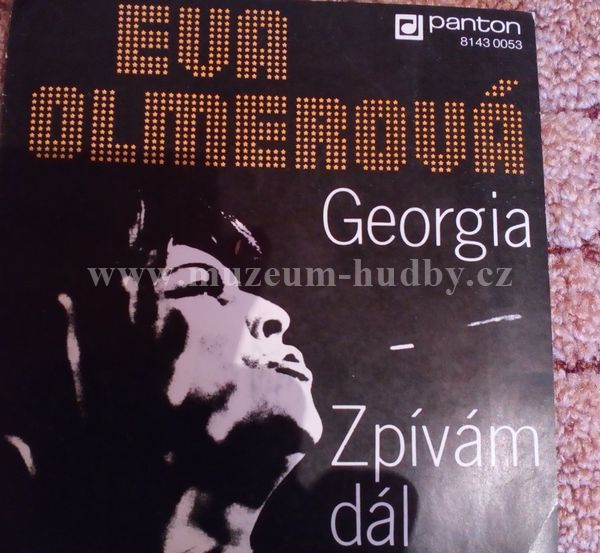 EVA
OLMEROVÁ
panton
8143 0053
Georgia
www.muzeum-hudby.cz
Zpívám
dál